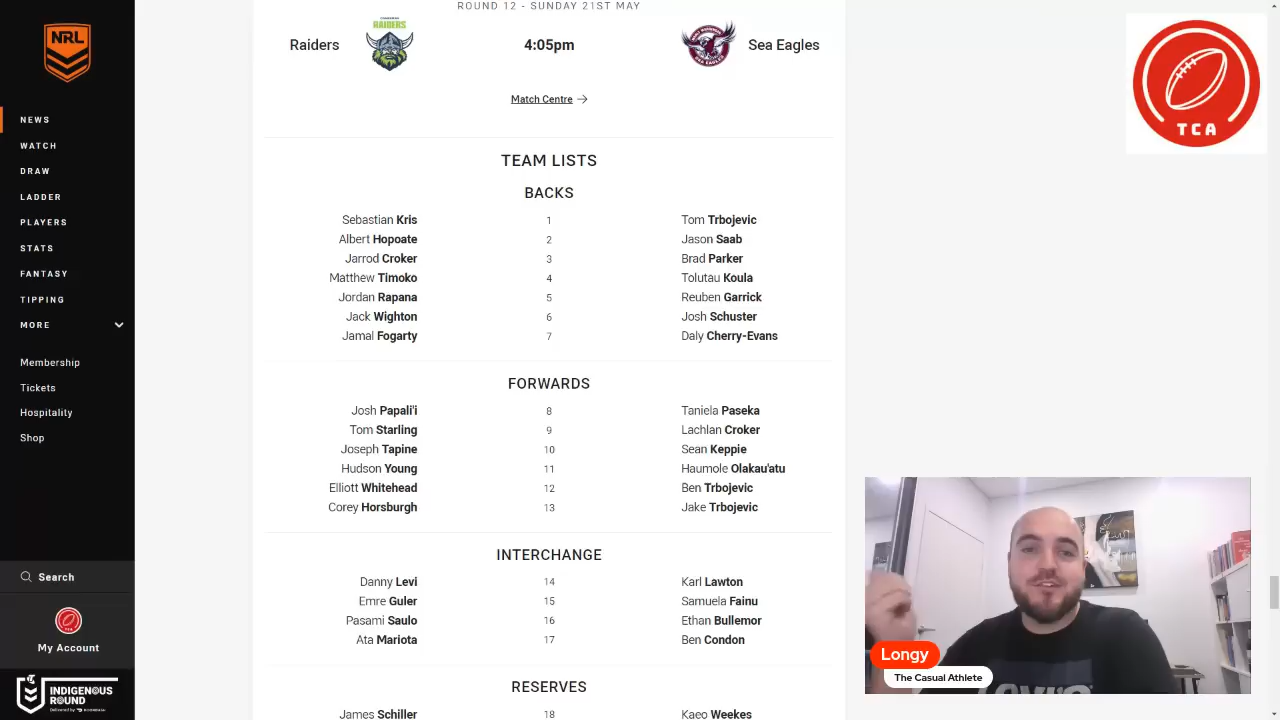 ROUND 12 - SUNDAY 21ST MAY
NRL
RAIDERS
Raiders
4:05pm
SEA EAGLES
Sea Eagles
Match Centre
TCA
NEWS
WATCH
DRAW
LADDER
PLAYERS
STATS
FANTASY
TIPPING
MORE
Membership
Tickets
Hospitality
Shop
Search
My Account
INDIGENOUS
ROUND
TEAM LISTS
BACKS
Sebastian Kris 1 Tom Trbojevic
Albert Hopoate 2 Jason Saab
Jarrod Croker 3 Brad Parker
Matthew Timoko 4 Tolutau Koula
Jordan Rapana 5 Reuben Garrick
Jack Wighton 6 Josh Schuster
Jamal Fogarty 7 Daly Cherry-Evans
FORWARDS
Josh Papali'i 8 Taniela Paseka
Tom Starling 9 Lachlan Croker
Joseph Tapine 10 Sean Keppie
Hudson Young 11 Haumole Olakau'atu
Elliott Whitehead 12 Ben Trbojevic
Corey Horsburgh 13 Jake Trbojevic
INTERCHANGE
Danny Levi 14 Karl Lawton
Emre Guler 15 Samuela Fainu
Pasami Saulo 16 Ethan Bullemor
Ata Mariota 17 Ben Condon
RESERVES
James Schiller 18 Kaeo Weekes
Longy
The Casual Athlete